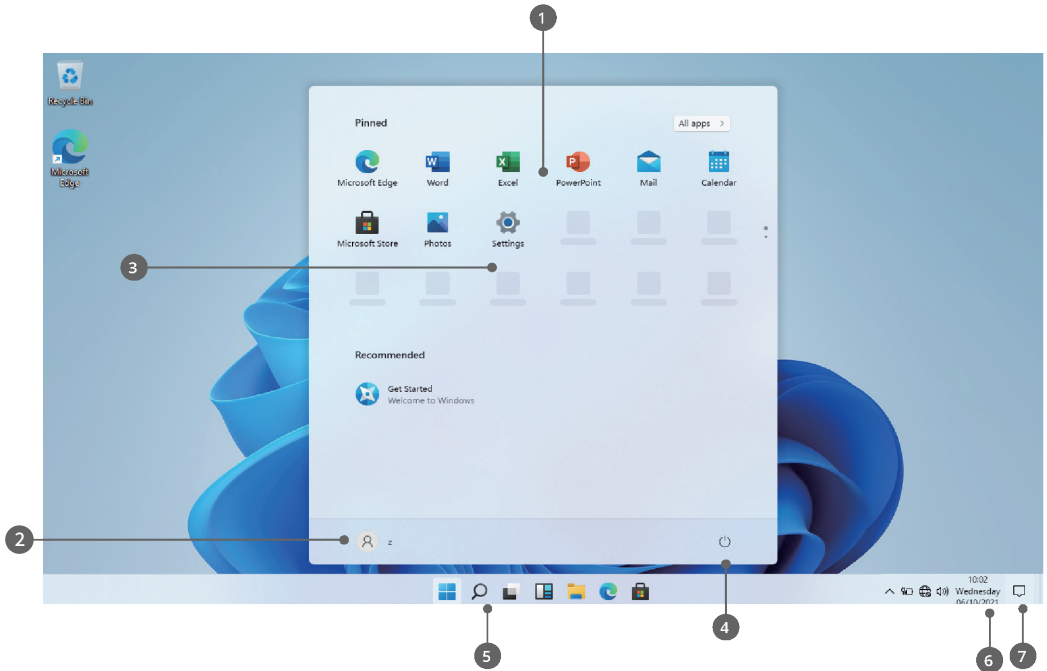 1
Recycle Bin
Microsoft
Edge
Pinned
All apps >
Microsoft Edge
Word
Excel
PowerPoint
Mail
Calendar
Microsoft Store
Photos
Settings
3
Recommended
Get Started
Welcome to Windows
2
z
10:02
Wednesday
06/10/2021
4
5
6
7